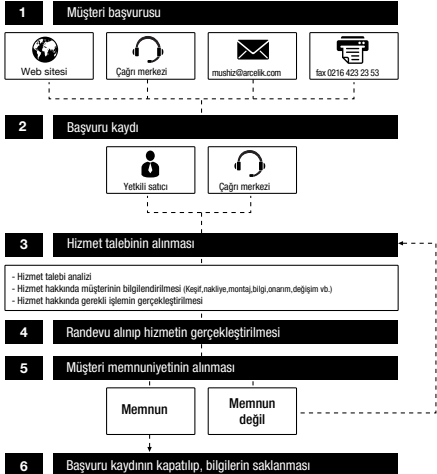 1 Müşteri başvurusu
Web sitesi
Çağrı merkezi
mushiz@arcelik.com
fax 0216 423 23 53
2 Başvuru kaydı
Yetkili satıcı
Çağrı merkezi
3 Hizmet talebinin alınması
- Hizmet talebi analizi
- Hizmet hakkında müşterinin bilgilendirilmesi (Keşif,nakliye,montaj,bilgi,onarım,değişim vb.)
- Hizmet hakkında gerekli işlemin gerçekleştirilmesi
4 Randevu alınıp hizmetin gerçekleştirilmesi
5 Müşteri memnuniyetinin alınması
Memnun
Memnun
değil
6 Başvuru kaydının kapatılıp, bilgilerin saklanması